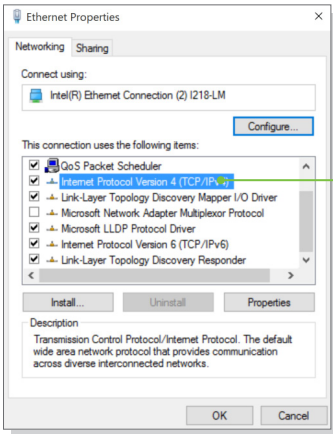 Ethernet Properties
Networking Sharing
Connect using:
Intel(R) Ethernet Connection (2) I218-LM
Configure...
This connection uses the following items:
QoS Packet Scheduler
Internet Protocol Version 4 (TCP/IPv4)
Link-Layer Topology Discovery Mapper I/O Driver
Microsoft Network Adapter Multiplexor Protocol
Microsoft LLDP Protocol Driver
Internet Protocol Version 6 (TCP/IPv6)
Link-Layer Topology Discovery Responder
Install... Uninstall Properties
Description
Transmission Control Protocol/Internet Protocol. The default
wide area network protocol that provides communication
across diverse interconnected networks.
OK Cancel